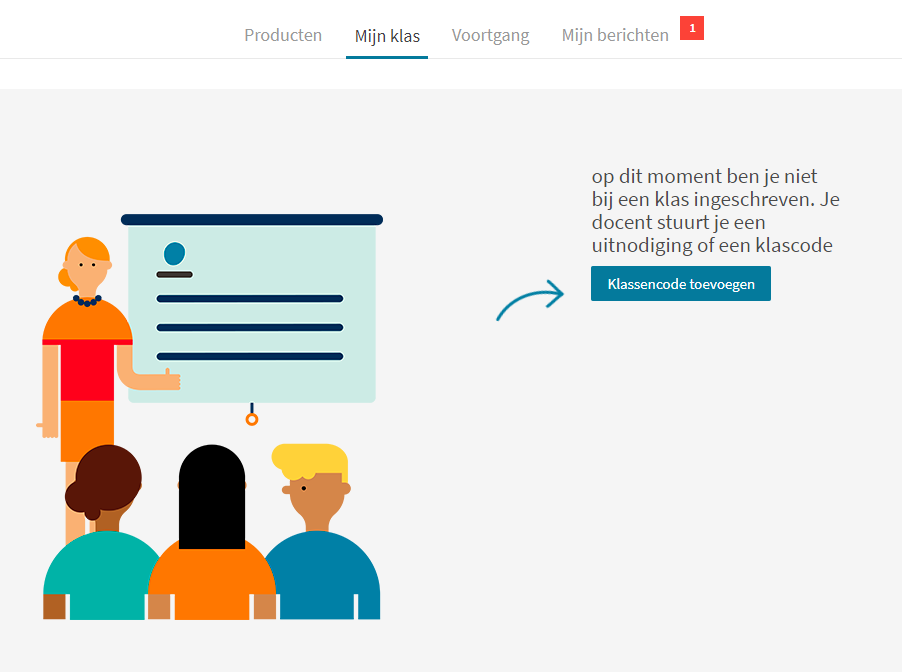 Producten Mijn klas Voortgang Mijn berichten 1
op dit moment ben je niet
bij een klas ingeschreven. Je
docent stuurt je een
uitnodiging of een klascode
Klassencode toevoegen